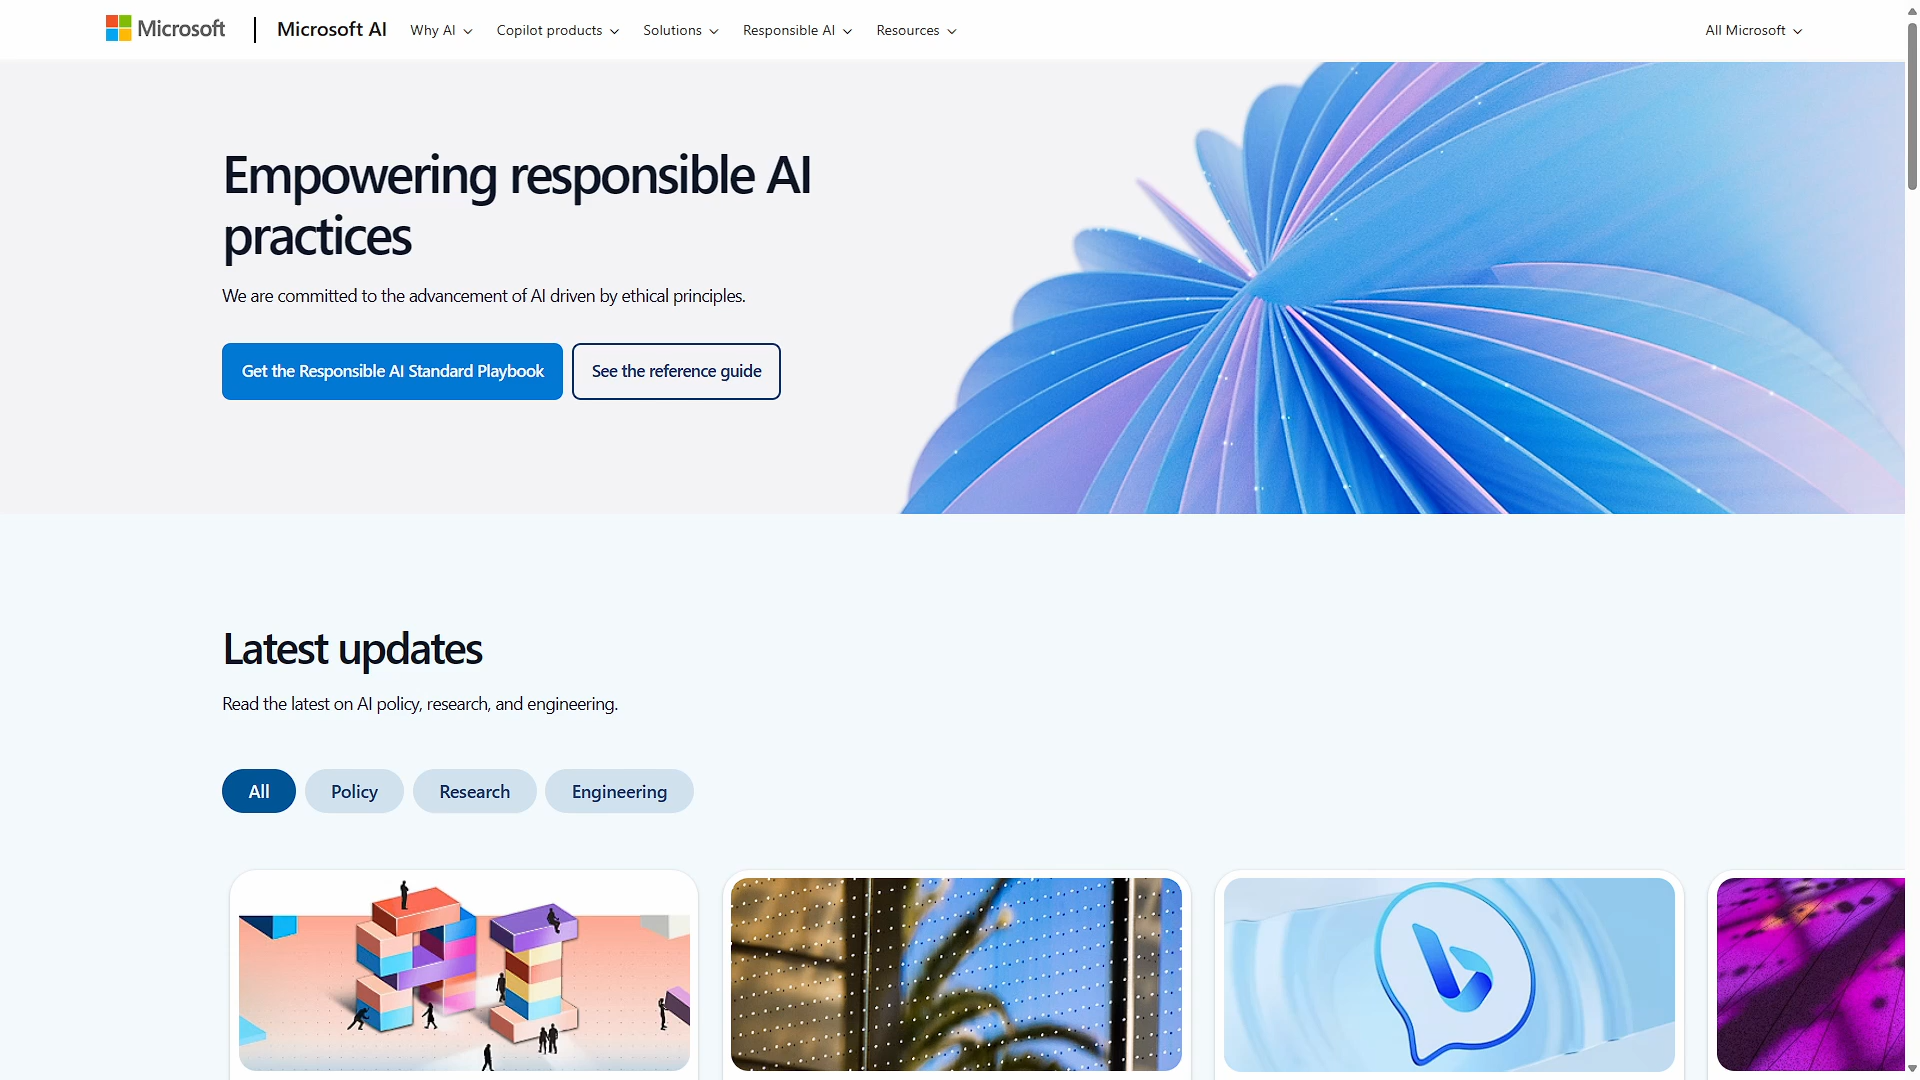 Microsoft
Microsoft AI
Why AI
Copilot products
Solutions
Responsible AI
Resources
All Microsoft
Empowering responsible AI
practices
We are committed to the advancement of AI driven by ethical principles.
Get the Responsible AI Standard Playbook
See the reference guide
Latest updates
Read the latest on AI policy, research, and engineering.
All
Policy
Research
Engineering